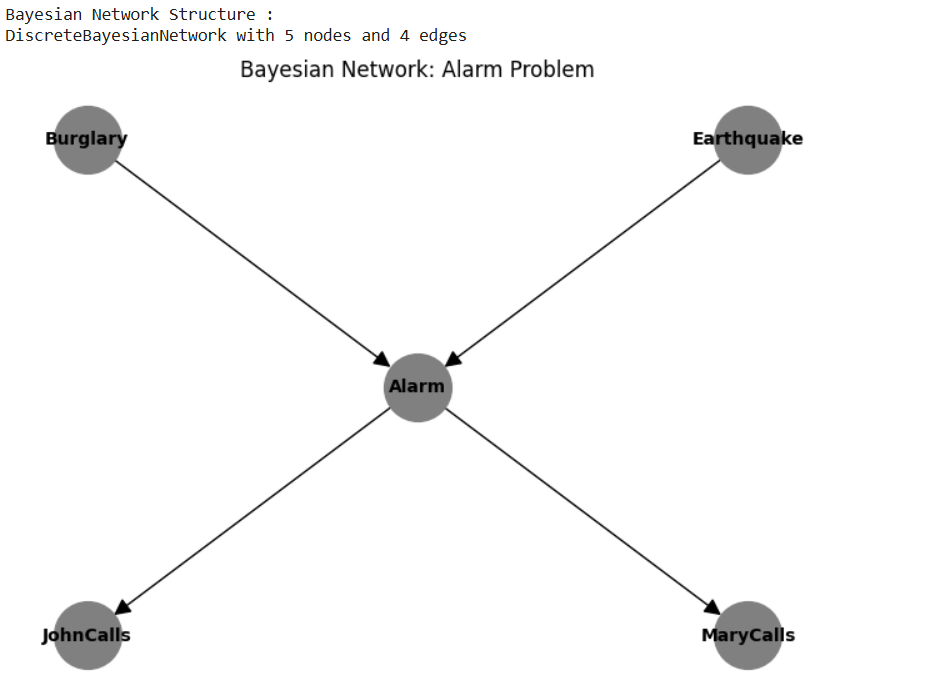 Bayesian Network Structure :
DiscreteBayesianNetwork with 5 nodes and 4 edges
Bayesian Network: Alarm Problem
Burglary
Earthquake
Alarm
JohnCalls
MaryCalls